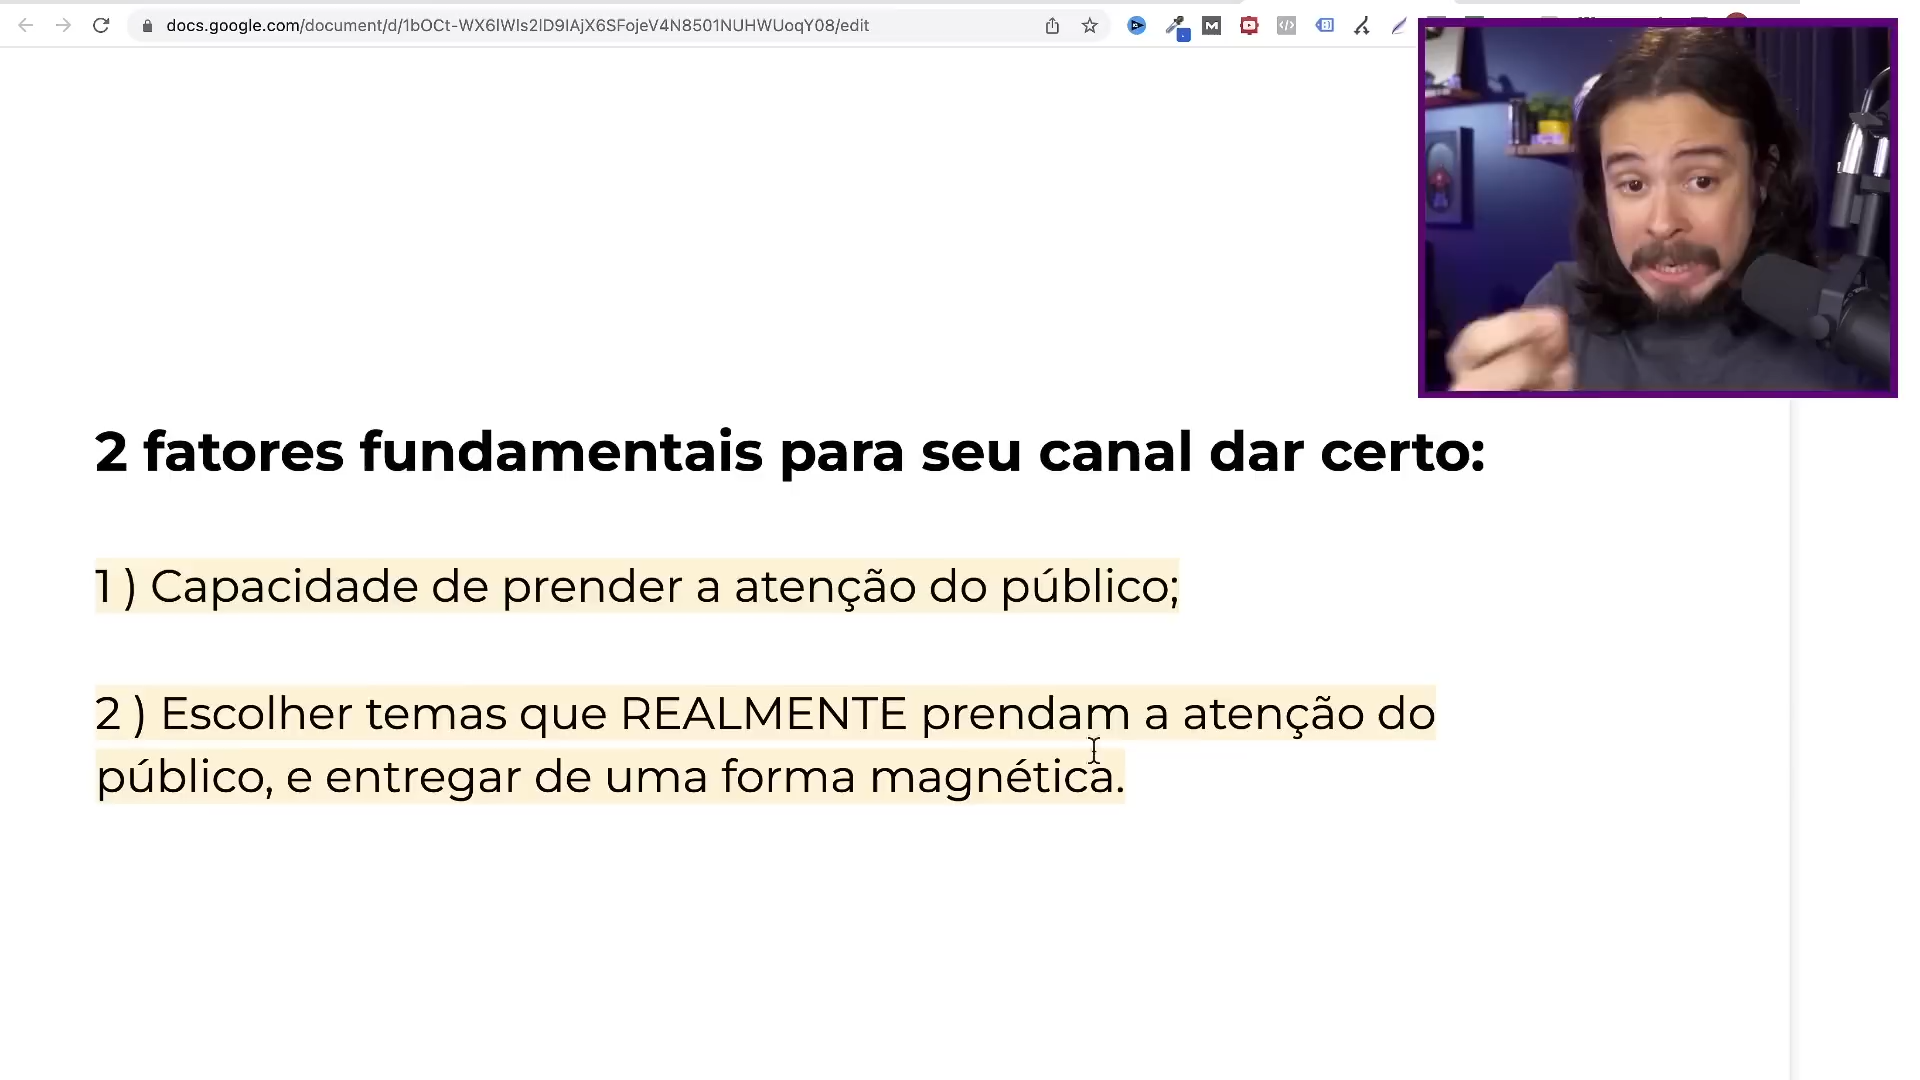 docs.google.com/document/d/1bOCt-WX6lWls2lD9lAjX6SFojeV4N8501NUHWUoqY08/edit
2 fatores fundamentais para seu canal dar certo:
1 ) Capacidade de prender a atenção do público;
2 ) Escolher temas que REALMENTE prendam a atenção do
público, e entregar de uma forma magnética.